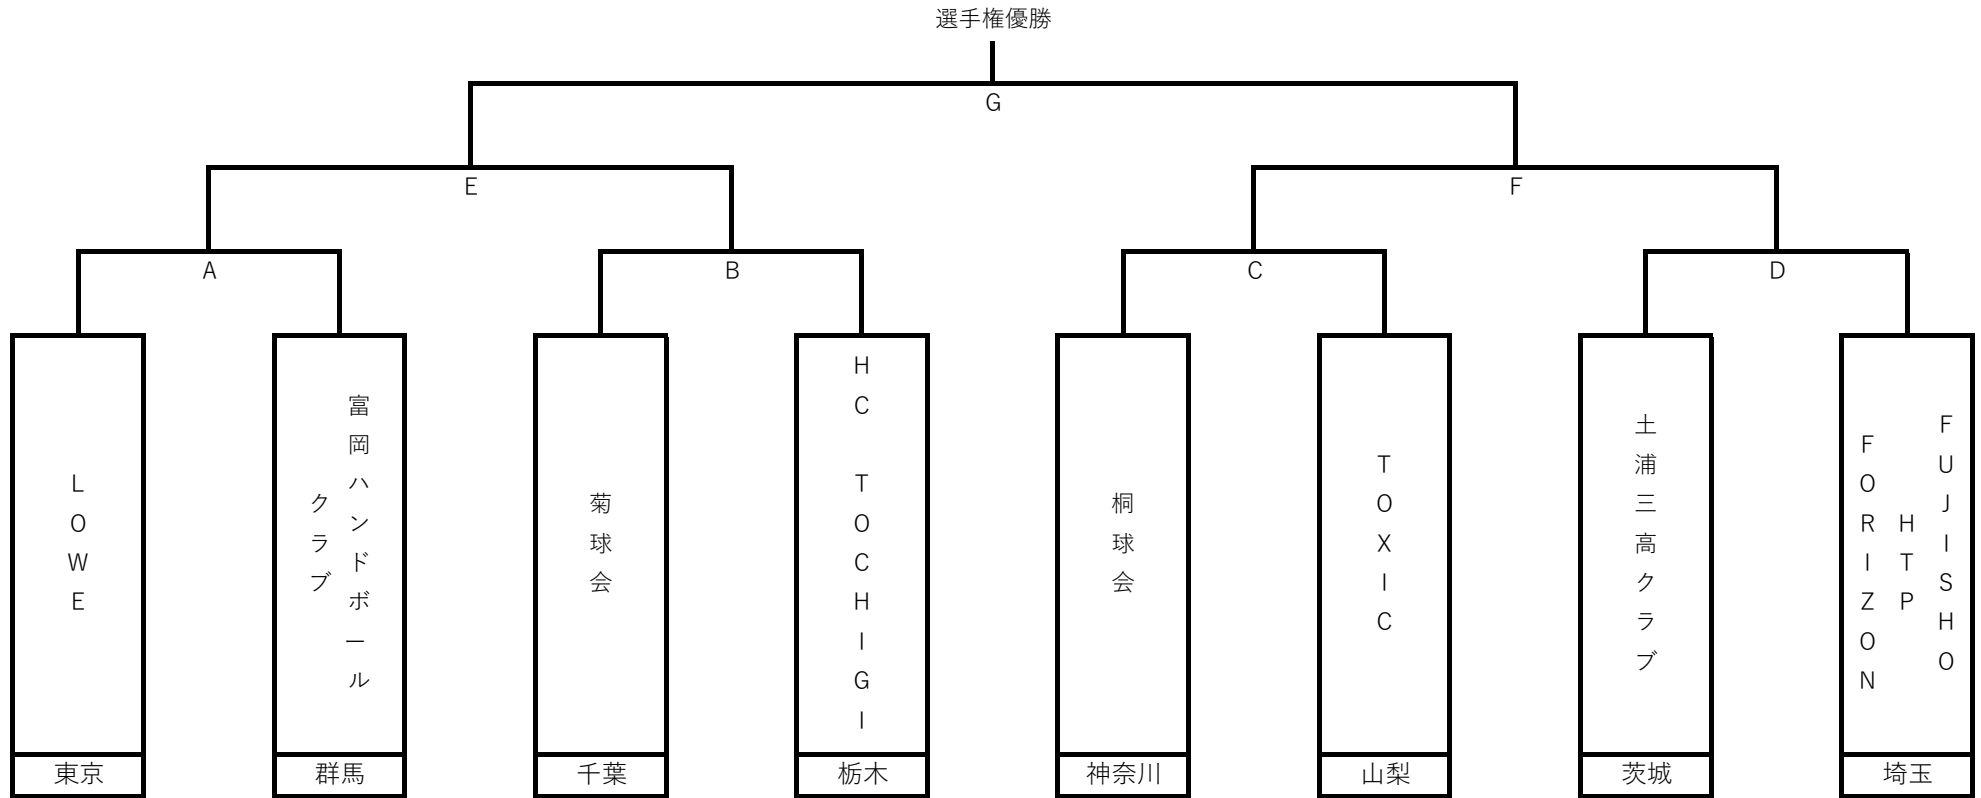 選手権優勝
G
E
F
A
B
C
D
LOWE
富岡ハンドボール
クラブ
菊球会
HC TOCHIGI
桐球会
TOXIC
土浦三高クラブ
FUJISHO
HTP
FORIZON
東京
群馬
千葉
栃木
神奈川
山梨
茨城
埼玉